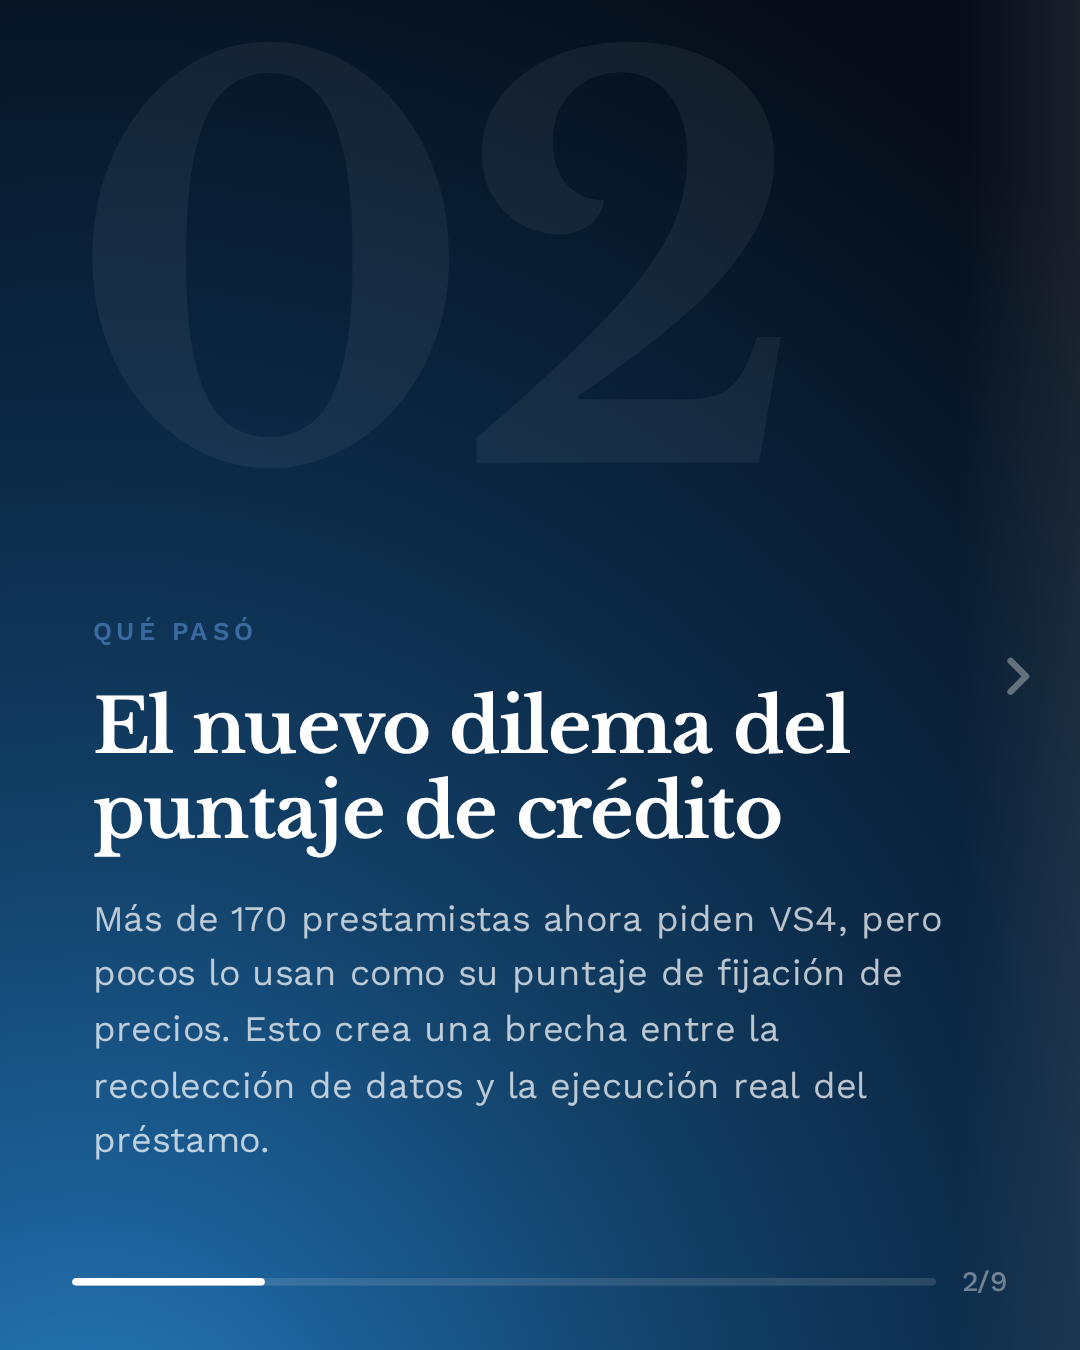 02
QUÉ PASÓ
El nuevo dilema del
puntaje de crédito
Más de 170 prestamistas ahora piden VS4, pero
pocos lo usan como su puntaje de fijación de
precios. Esto crea una brecha entre la
recolección de datos y la ejecución real del
préstamo.
2/9